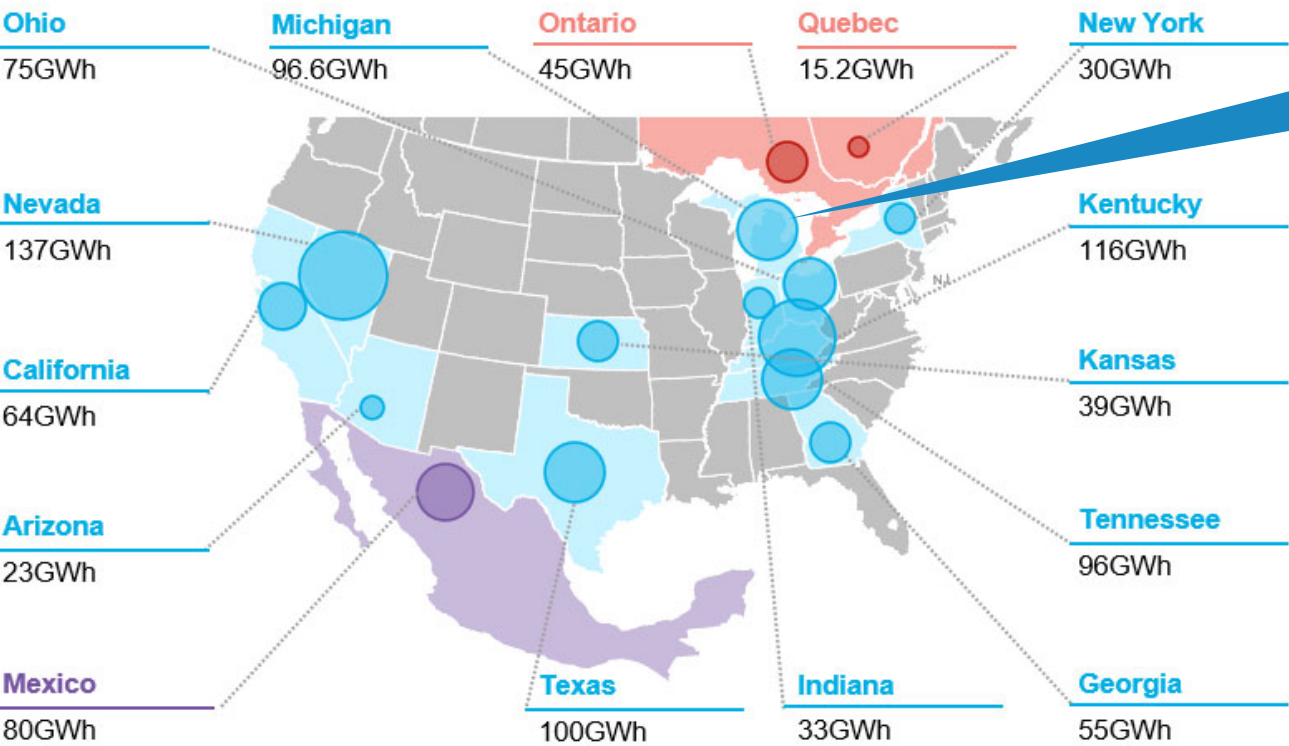 Ohio
75GWh
Michigan
96.6GWh
Ontario
45GWh
Quebec
15.2GWh
New York
30GWh
Nevada
137GWh
Kentucky
116GWh
NJ
California
64GWh
Kansas
39GWh
Arizona
23GWh
Tennessee
96GWh
Mexico
80GWh
Texas
100GWh
Indiana
33GWh
Georgia
55GWh